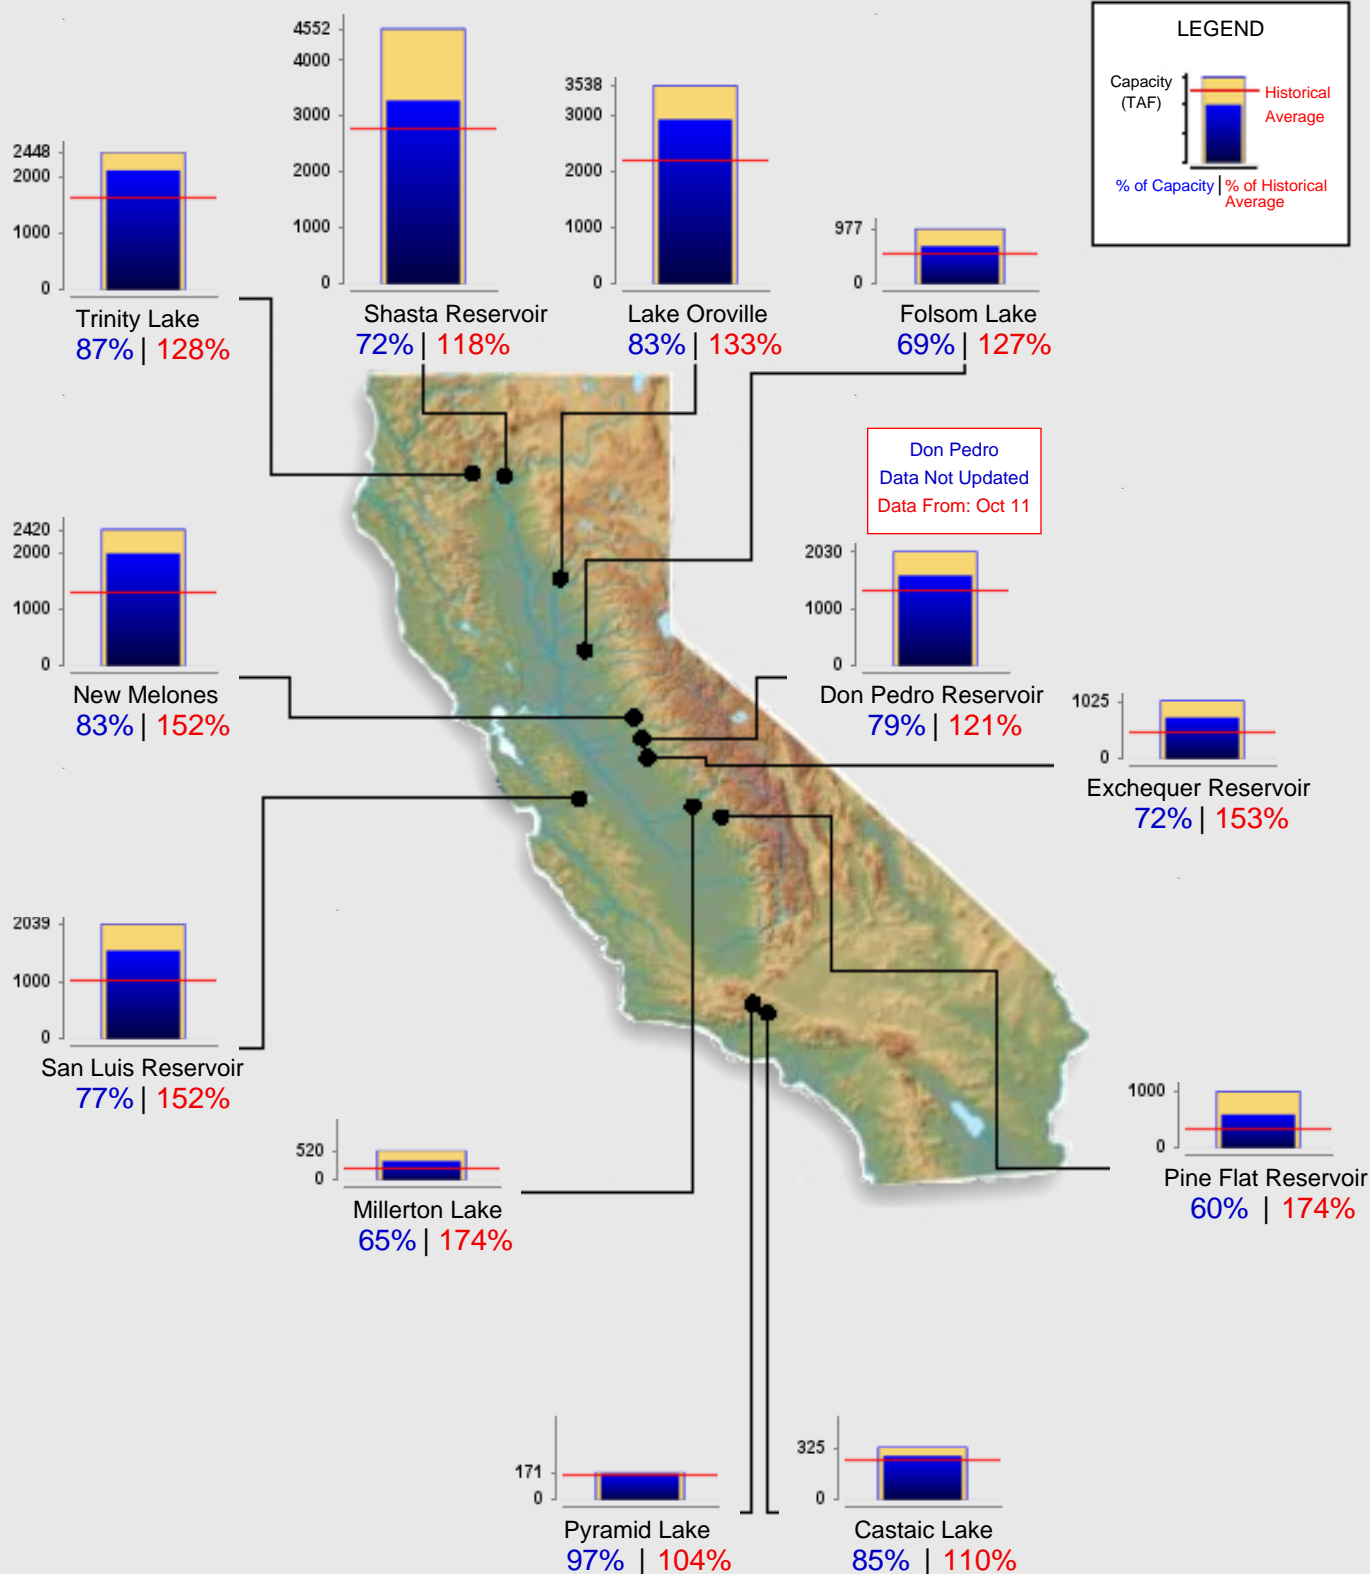 LEGEND
Capacity
(TAF)
Historical
Average
% of Capacity | % of Historical
Average
4552
4000
3000
2000
1000
0
Shasta Reservoir
72% | 118%
3538
3000
2000
1000
0
Lake Oroville
83% | 133%
2448
2000
1000
0
Trinity Lake
87% | 128%
977
0
Folsom Lake
69% | 127%
Don Pedro
Data Not Updated
Data From: Oct 11
2420
2000
1000
0
New Melones
83% | 152%
2030
1000
0
Don Pedro Reservoir
79% | 121%
1025
0
Exchequer Reservoir
72% | 153%
2039
1000
0
San Luis Reservoir
77% | 152%
520
0
Millerton Lake
65% | 174%
1000
0
Pine Flat Reservoir
60% | 174%
171
0
Pyramid Lake
97% | 104%
325
0
Castaic Lake
85% | 110%